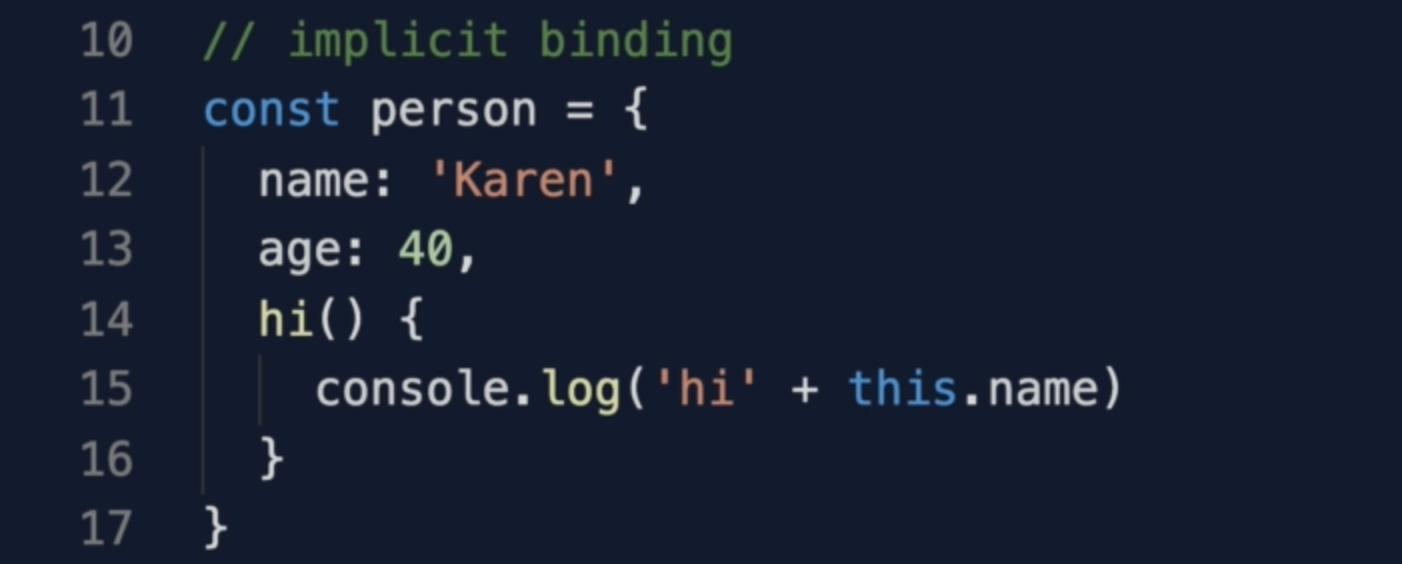 10 // implicit binding
11 const person = {
12   name: 'Karen',
13   age: 40,
14   hi() {
15     console.log('hi' + this.name)
16   }
17 }